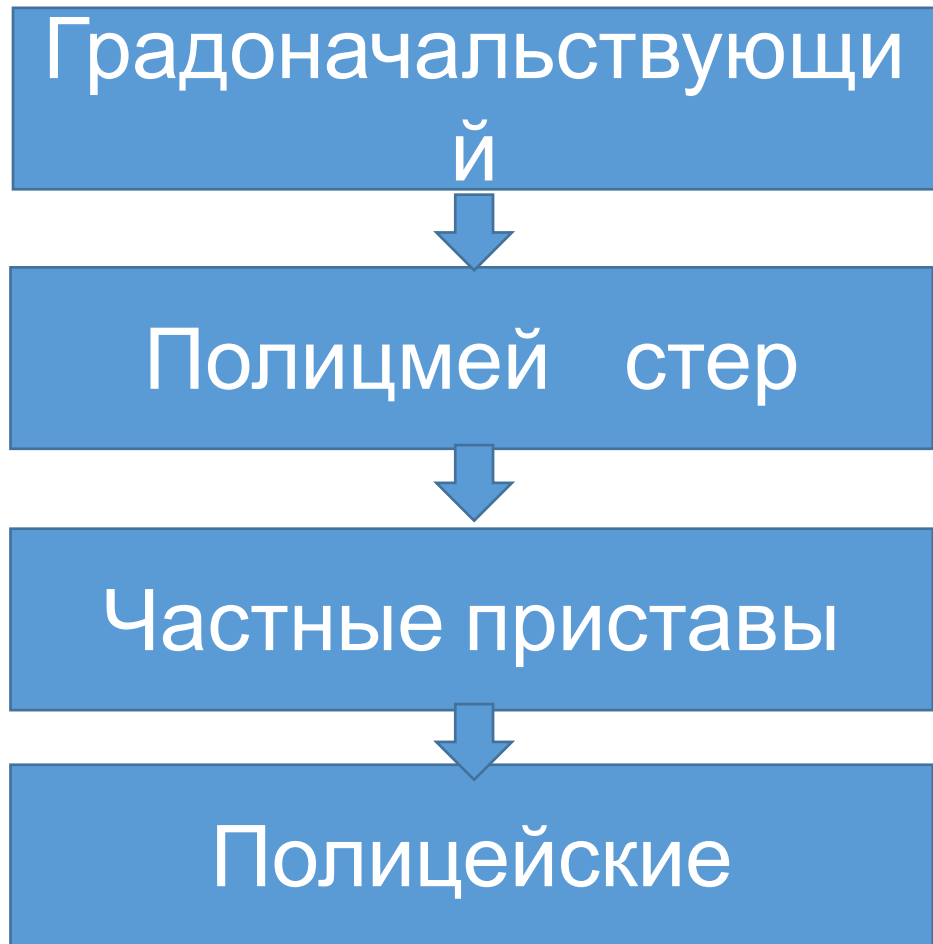 Градоначальствующи
й
Полицмей стер
Частные приставы
Полицейские